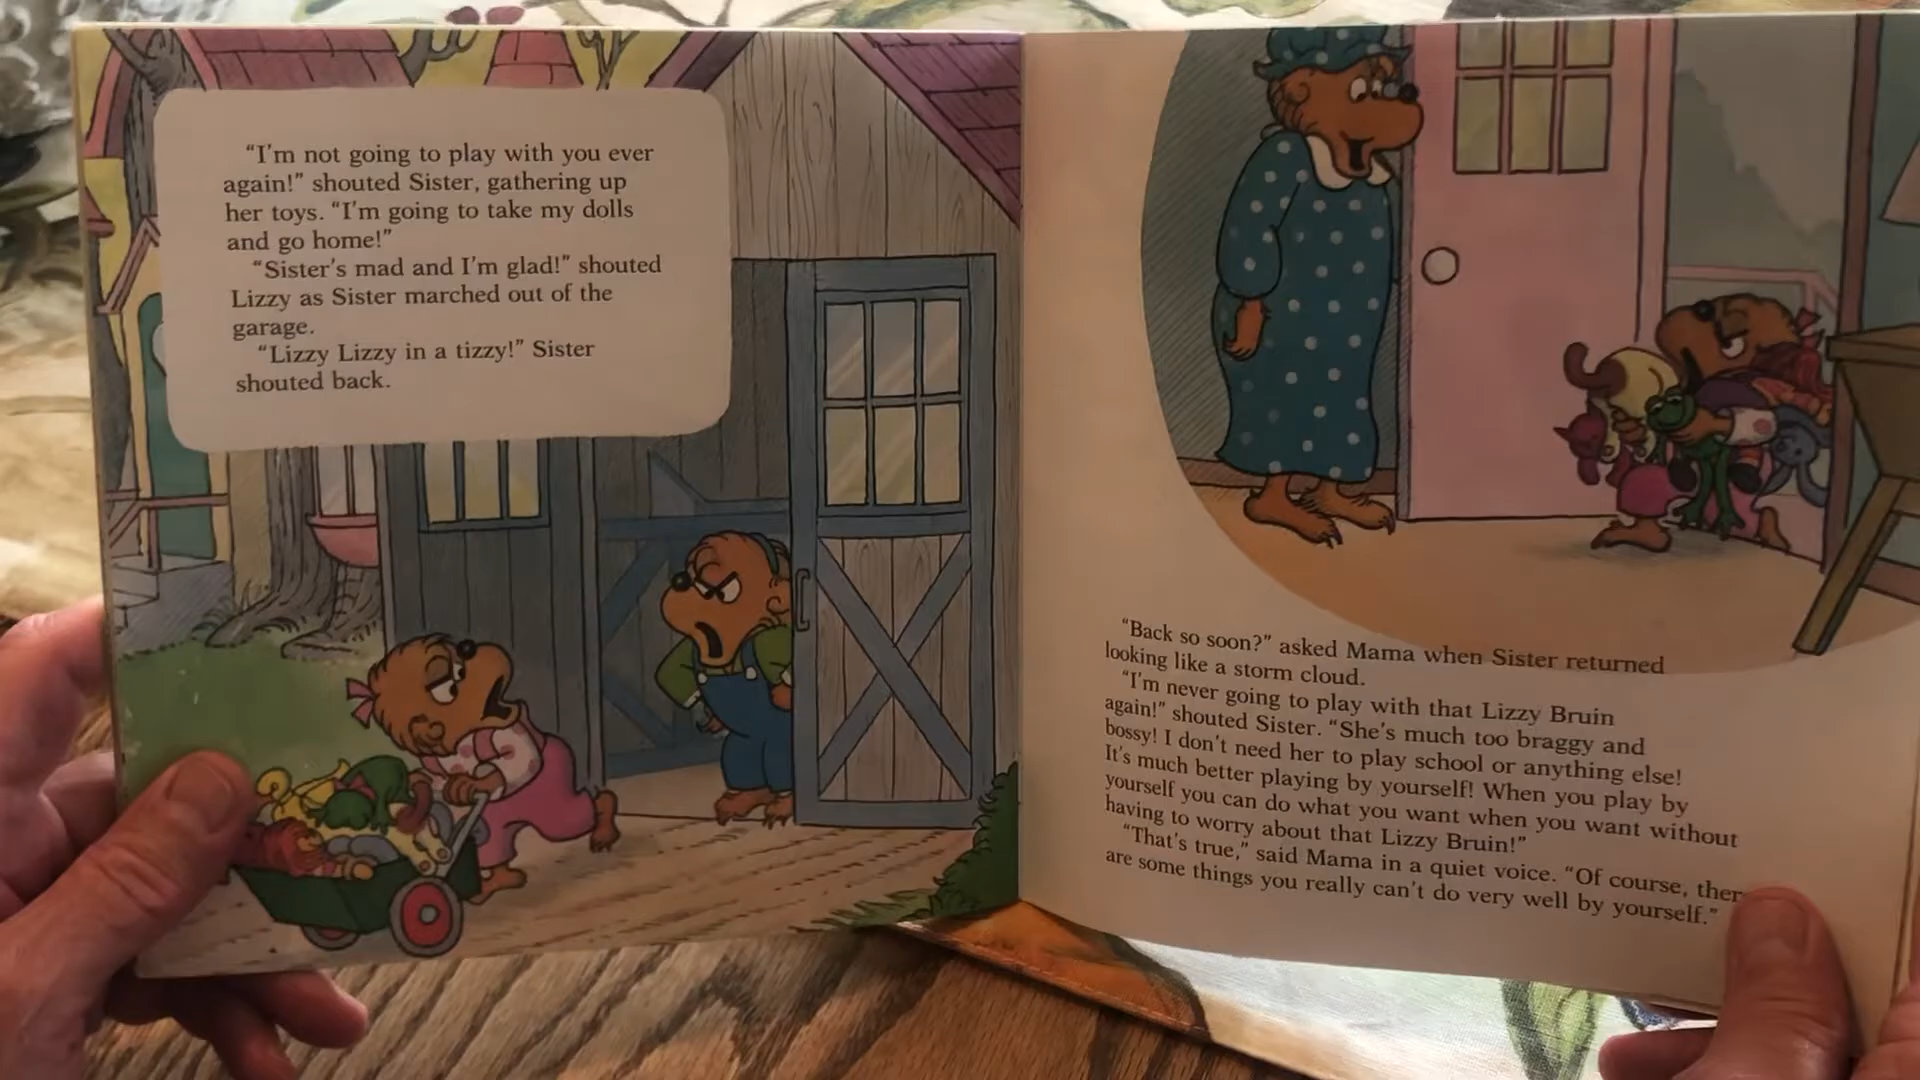 “I'm not going to play with you ever
again!” shouted Sister, gathering up
her toys. “I'm going to take my dolls
and go home!”
“Sister's mad and I'm glad!” shouted
Lizzy as Sister marched out of the
garage.
“Lizzy Lizzy in a tizzy!” Sister
shouted back.
“Back so soon?” asked Mama when Sister returned
looking like a storm cloud.
“I'm never going to play with that Lizzy Bruin
again!” shouted Sister. “She's much too braggy and
bossy! I don't need her to play school or anything else!
It's much better playing by yourself! When you play by
yourself you can do what you want when you want without
having to worry about that Lizzy Bruin!”
“That's true,” said Mama in a quiet voice. “Of course,
are some things you really can't do very well by yourself.”